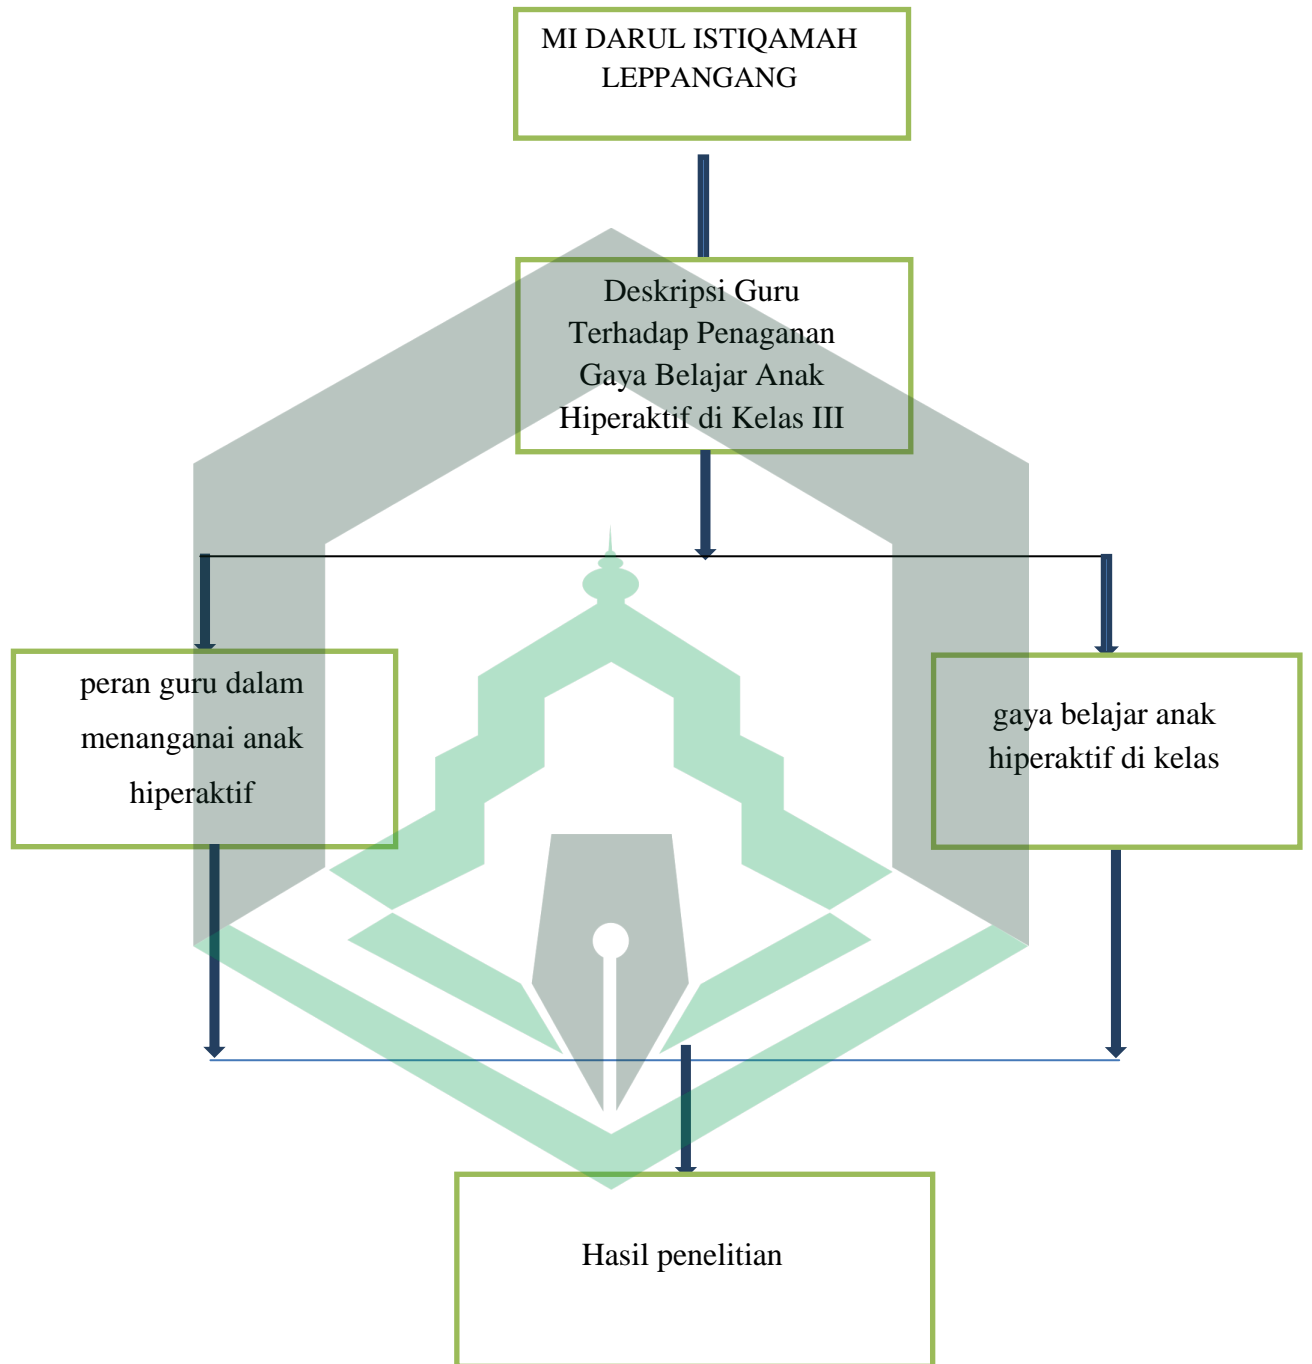 MI DARUL ISTIQAMAH
LEPPANGANG
Deskripsi Guru
Terhadap Penaganan
Gaya Belajar Anak
Hiperaktif di Kelas III
peran guru dalam
menanganai anak
hiperaktif
gaya belajar anak
hiperaktif di kelas
Hasil penelitian